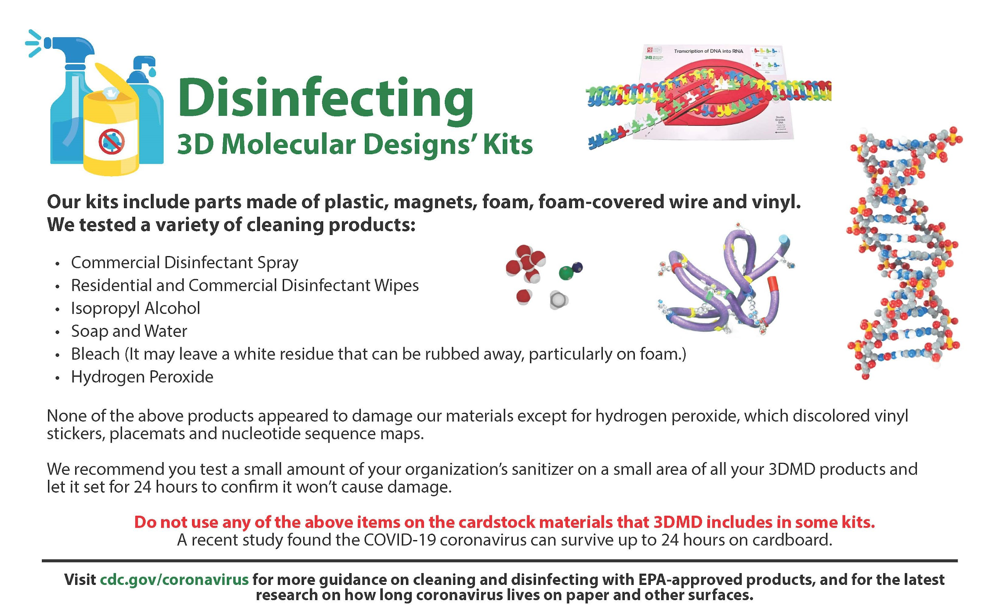 Disinfecting
3D Molecular Designs’ Kits
Transcription of DNA into RNA
DNA
RNA
Double
Stranded
DNA
Our kits include parts made of plastic, magnets, foam, foam-covered wire and vinyl.
We tested a variety of cleaning products:
• Commercial Disinfectant Spray
• Residential and Commercial Disinfectant Wipes
• Isopropyl Alcohol
• Soap and Water
• Bleach (It may leave a white residue that can be rubbed away, particularly on foam.)
• Hydrogen Peroxide
None of the above products appeared to damage our materials except for hydrogen peroxide, which discolored vinyl
stickers, placemats and nucleotide sequence maps.
We recommend you test a small amount of your organization’s sanitizer on a small area of all your 3DMD products and
let it set for 24 hours to confirm it won’t cause damage.
Do not use any of the above items on the cardstock materials that 3DMD includes in some kits.
A recent study found the COVID-19 coronavirus can survive up to 24 hours on cardboard.
Visit cdc.gov/coronavirus for more guidance on cleaning and disinfecting with EPA-approved products, and for the latest
research on how long coronavirus lives on paper and other surfaces.